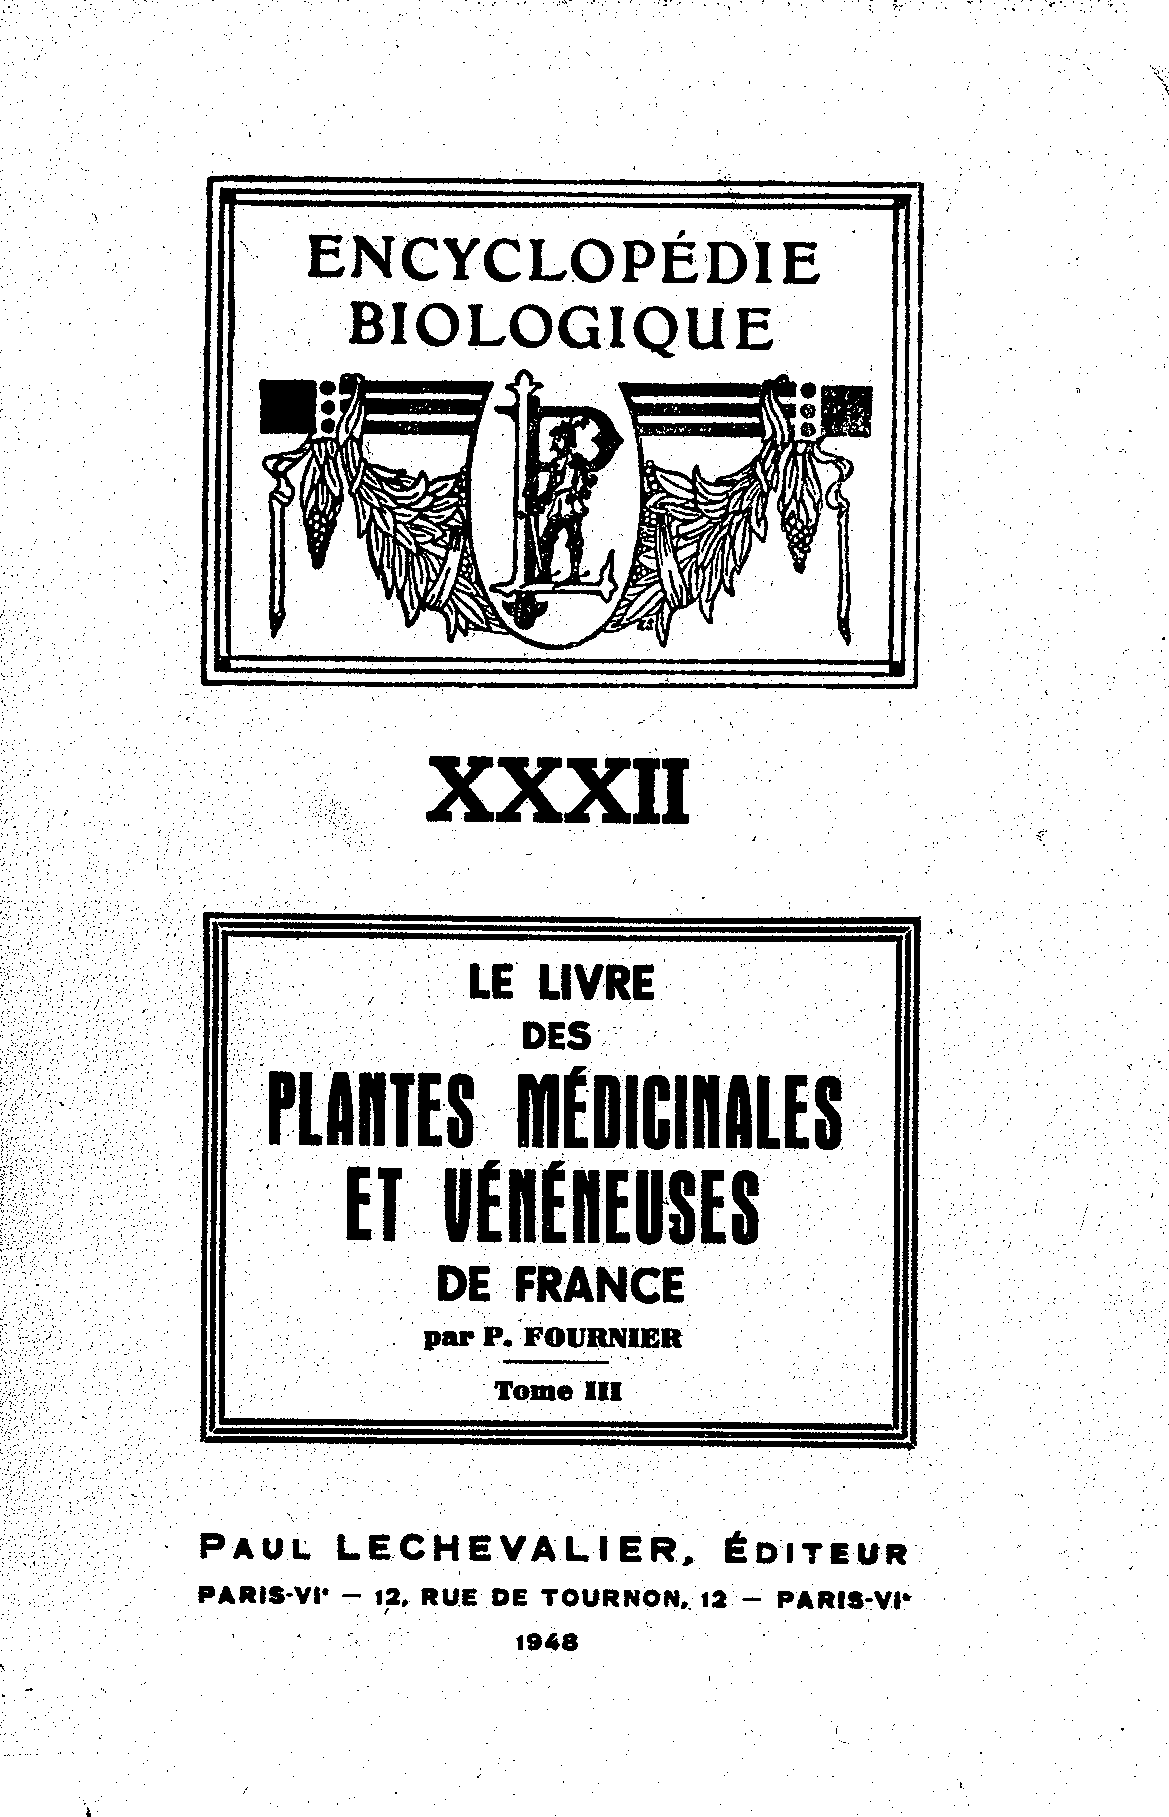 ENCYCLOPÉDIE
BIOLOGIQUE
XXXII
LE LIVRE
DES
PLANTES MÉDICINALES
ET VÉNÉNEUSES
DE FRANCE
par P. FOURNIER
Tome III
PAUL LECHEVALIER, ÉDITEUR
PARIS-VIᵉ — 12, RUE DE TOURNON, 12 — PARIS-VIᵉ
1948